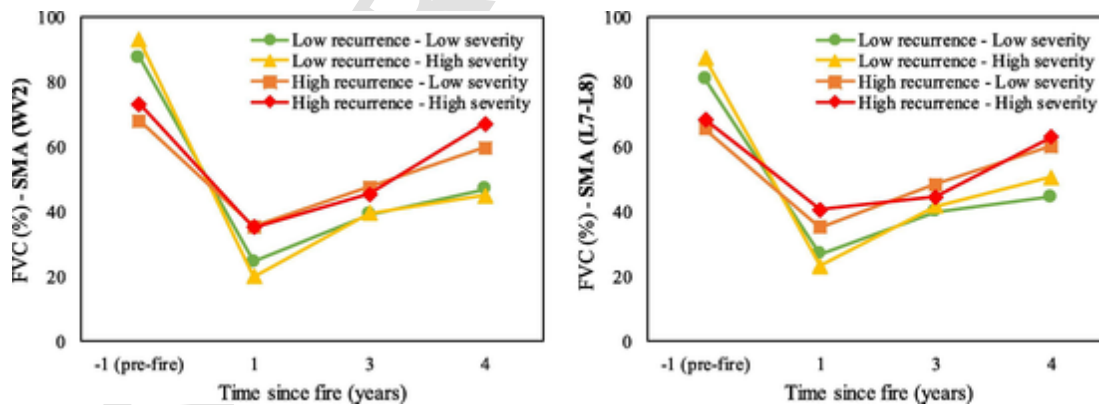 FVC (%) - SMA (WV2)
100
80
60
40
20
0
Low recurrence - Low severity
Low recurrence - High severity
High recurrence - Low severity
High recurrence - High severity
-1 (pre-fire) 1 3 4
Time since fire (years)
FVC (%) - SMA (L7-L8)
100
80
60
40
20
0
Low recurrence - Low severity
Low recurrence - High severity
High recurrence - Low severity
High recurrence - High severity
-1 (pre-fire) 1 3 4
Time since fire (years)